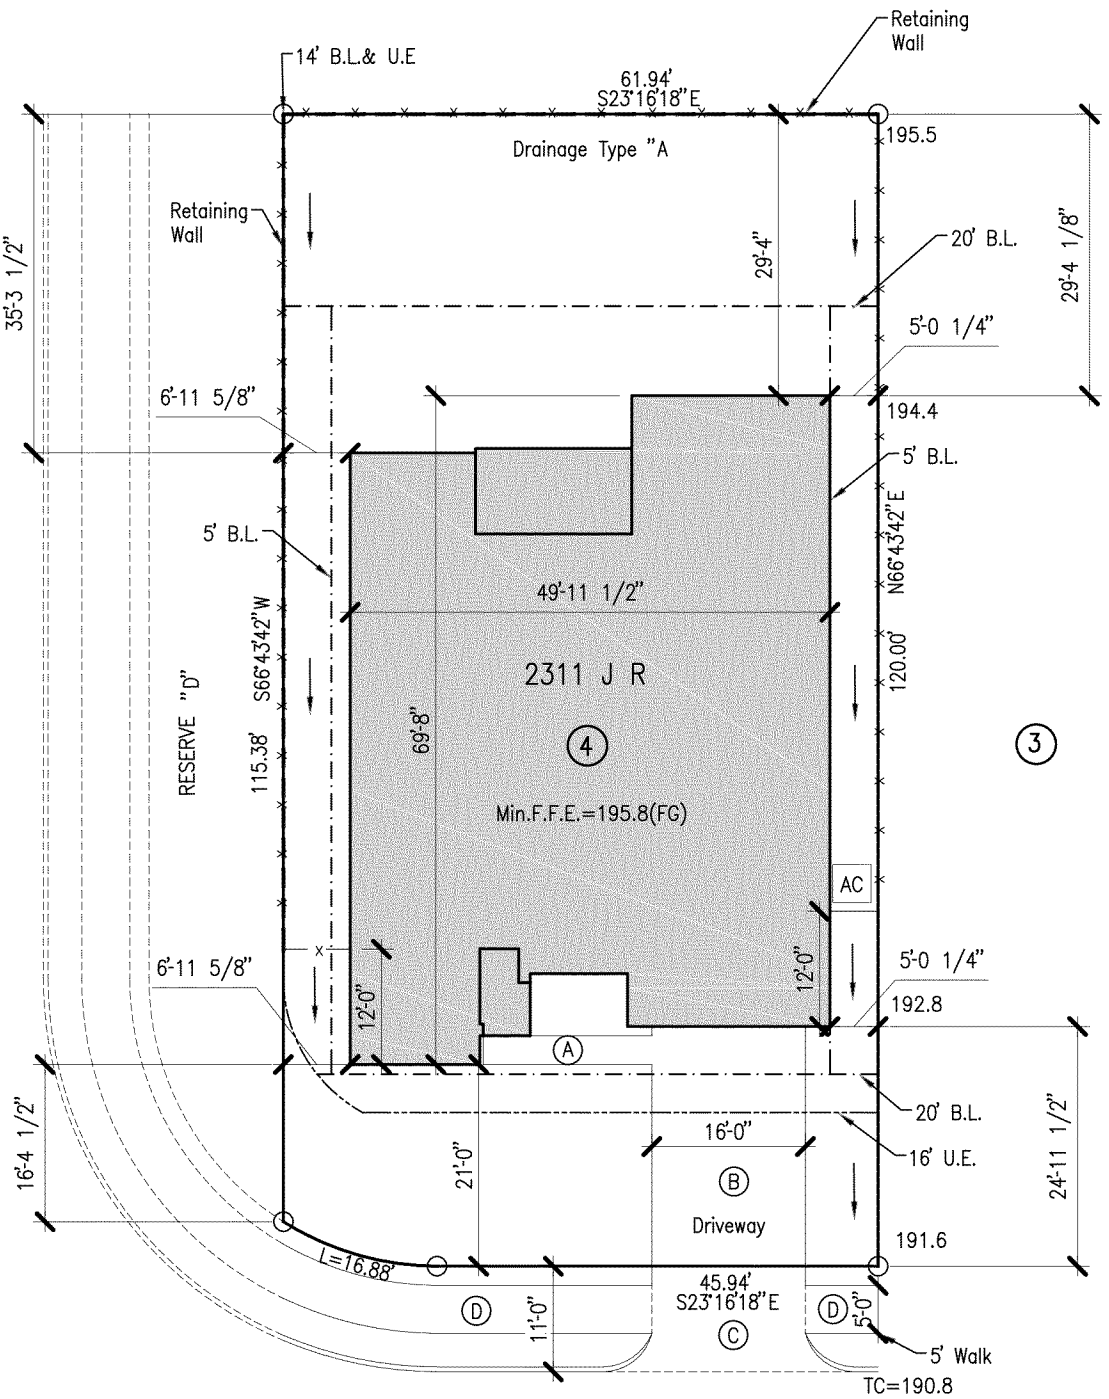 Retaining
Wall
14' B.L.& U.E
61.94'
S23°16'18"E
195.5
Drainage Type "A
Retaining
Wall
20' B.L.
35'-3 1/2"
29'-4"
29'-4 1/8"
5'-0 1/4"
6'-11 5/8"
194.4
5' B.L.
5' B.L.
49'-11 1/2"
N66°43'42"E
120.00'
S66°43'42"W
115.38'
RESERVE "D"
2311 J R
69'-8"
4
3
Min.F.F.E.=195.8(FG)
AC
6'-11 5/8"
x
12'-0"
12'-0"
5'-0 1/4"
192.8
A
20' B.L.
16' U.E.
16'-4 1/2"
21'-0"
16'-0"
24'-11 1/2"
B
Driveway
191.6
L=16.88'
45.94'
S23°16'18"E
D
11'-0"
C
D
5'-0"
5' Walk
TC=190.8